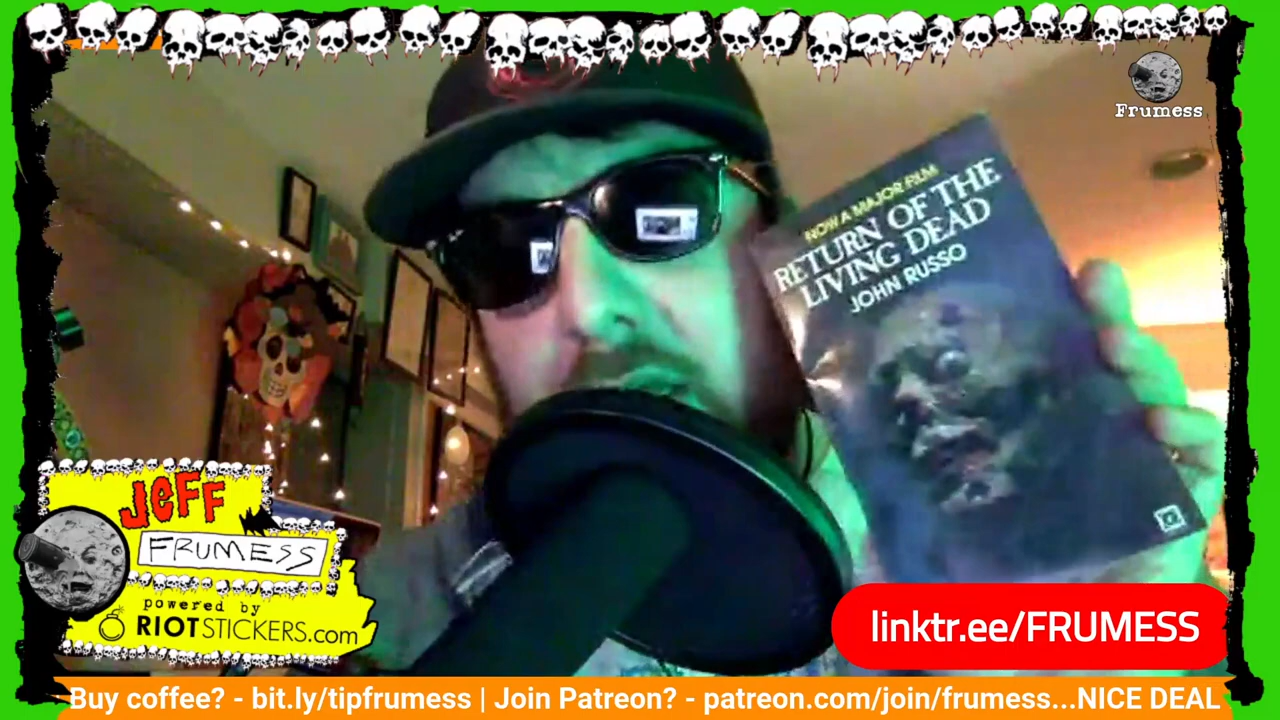 Frumess
NOW A MAJOR FILM
RETURN OF THE
LIVING DEAD
JOHN RUSSO
JEFF
FRUMESS
powered by
RIOTSTICKERS.com
linktr.ee/FRUMESS
Buy coffee? - bit.ly/tipfrumess | Join Patreon? - patreon.com/join/frumess...NICE DEAL